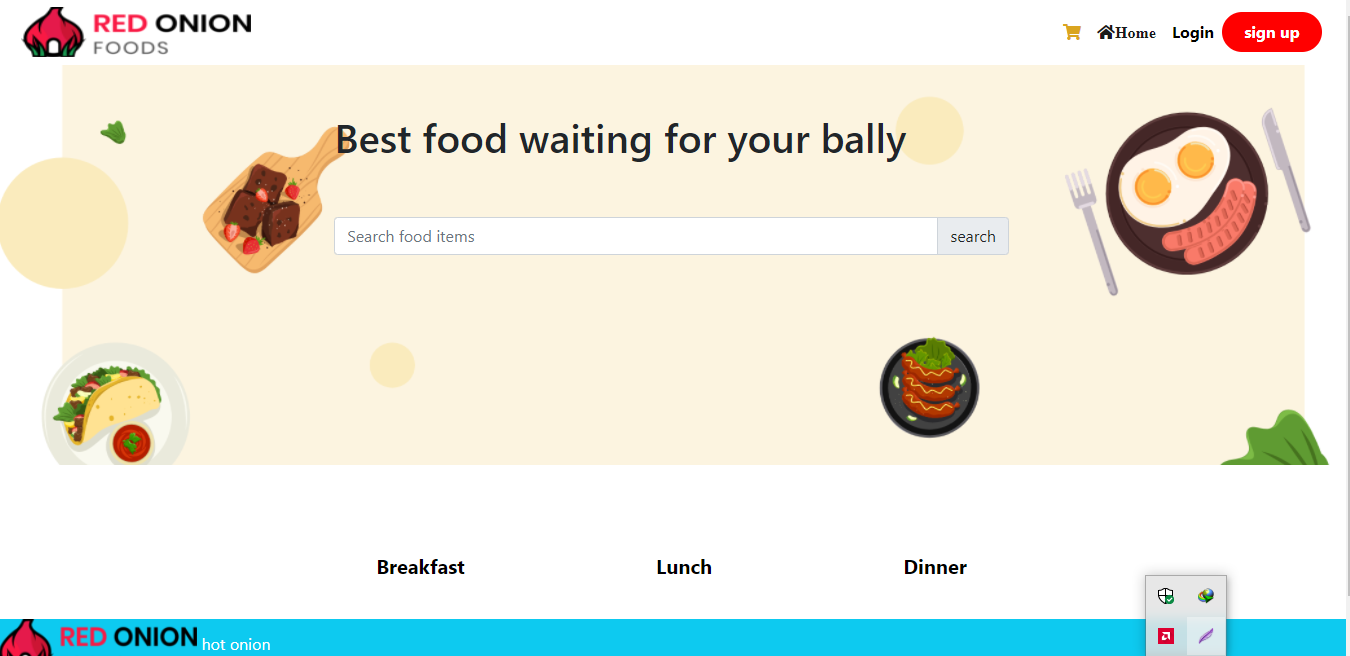 RED ONION
FOODS
Home Login sign up
Best food waiting for your bally
Search food items search
Breakfast Lunch Dinner
RED ONION hot onion